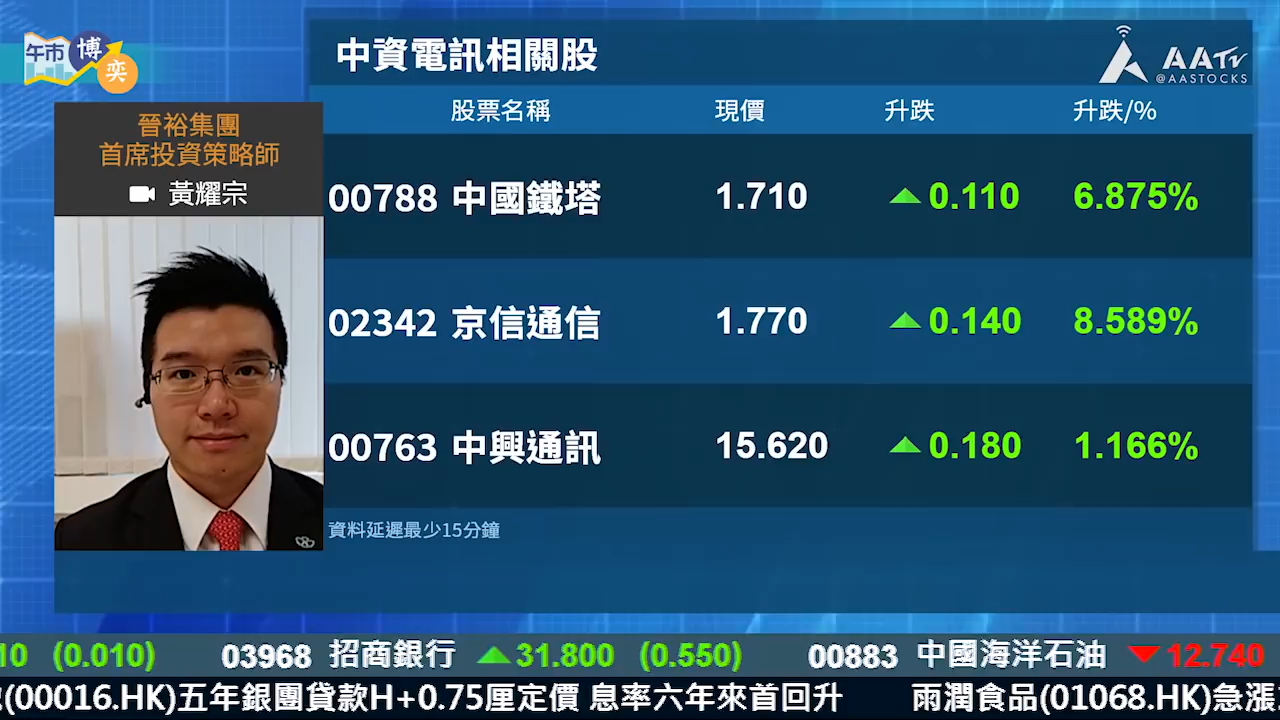 午市博奕
中資電訊相關股
AATV
@AASTOCKS
晉裕集團
首席投資策略師
黃耀宗
股票名稱 現價 升跌 升跌/%
00788 中國鐵塔 1.710 0.110 6.875%
02342 京信通信 1.770 0.140 8.589%
00763 中興通訊 15.620 0.180 1.166%
資料延遲最少15分鐘
10 (0.010) 03968 招商銀行 31.800 (0.550) 00883 中國海洋石油 12.740
(00016.HK)五年銀團貸款H+0.75厘定價 息率六年來首回升 雨潤食品(01068.HK)急漲